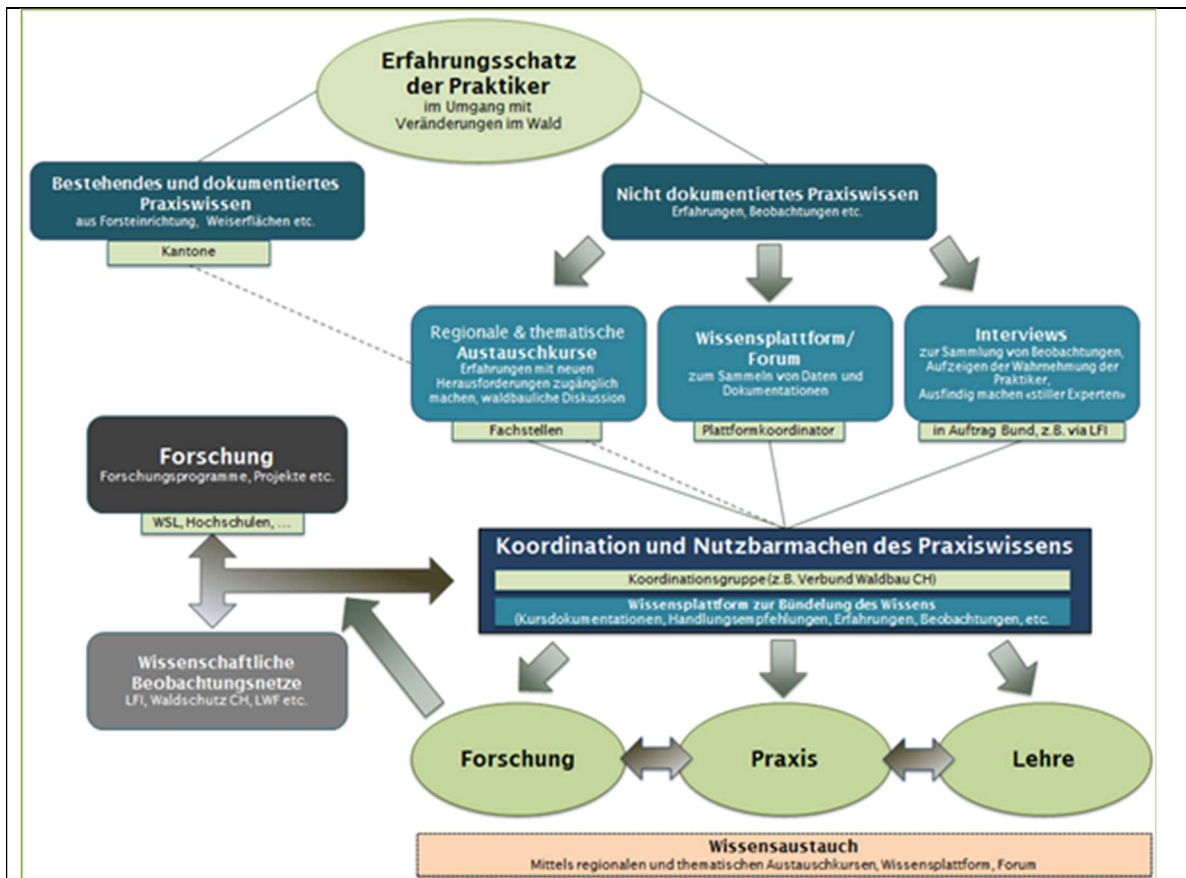 Erfahrungsschatz
der Praktiker
im Umgang mit
Veränderungen im Wald
Bestehendes und dokumentiertes
Praxiswissen
aus Forsteinrichtung, Weiserflächen etc.
Kantone
Nicht dokumentiertes Praxiswissen
Erfahrungen, Beobachtungen etc.
Regionale & thematische
Austauschkurse
Erfahrungen mit neuen
Herausforderungen zugänglich
machen, waldbauliche Diskussion
Fachstellen
Wissensplattform/
Forum
zum Sammeln von Daten und
Dokumentationen
Plattformkoordinator
Interviews
zur Sammlung von Beobachtungen,
Aufzeigen der Wahrnehmung der
Praktiker,
Ausfindig machen «stiller Experten»
in Auftrag Bund, z.B. via LFI
Forschung
Forschungsprogramme, Projekte etc.
WSL, Hochschulen, ...
Koordination und Nutzbarmachen des Praxiswissens
Koordinationsgruppe (z.B. Verbund Waldbau CH)
Wissensplattform zur Bündelung des Wissens
(Kursdokumentationen, Handlungsempfehlungen, Erfahrungen, Beobachtungen, etc.
Wissenschaftliche
Beobachtungsnetze
LFI, Waldschutz CH, LWF etc.
Forschung
Praxis
Lehre
Wissensaustauch
Mittels regionalen und thematischen Austauschkursen, Wissensplattform, Forum